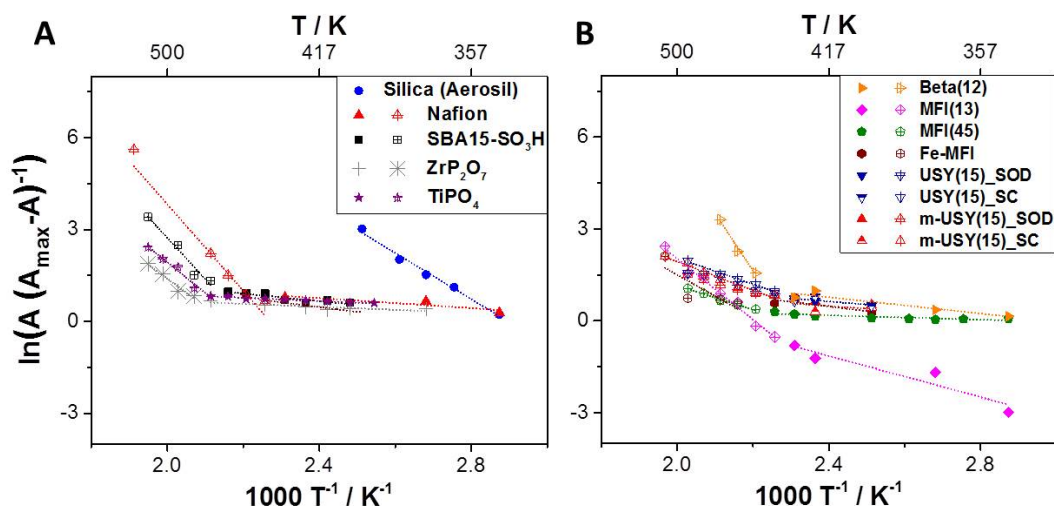 A
T / K
500 417 357
ln(A (Amax-A)-1)
6
3
0
-3
2.0 2.4 2.8
1000 T-1 / K-1
Silica (Aerosil)
Nafion
SBA15-SO3H
ZrP2O7
TiPO4
B
T / K
500 417 357
6
3
0
-3
2.0 2.4 2.8
1000 T-1 / K-1
Beta(12)
MFI(13)
MFI(45)
Fe-MFI
USY(15)_SOD
USY(15)_SC
m-USY(15)_SOD
m-USY(15)_SC